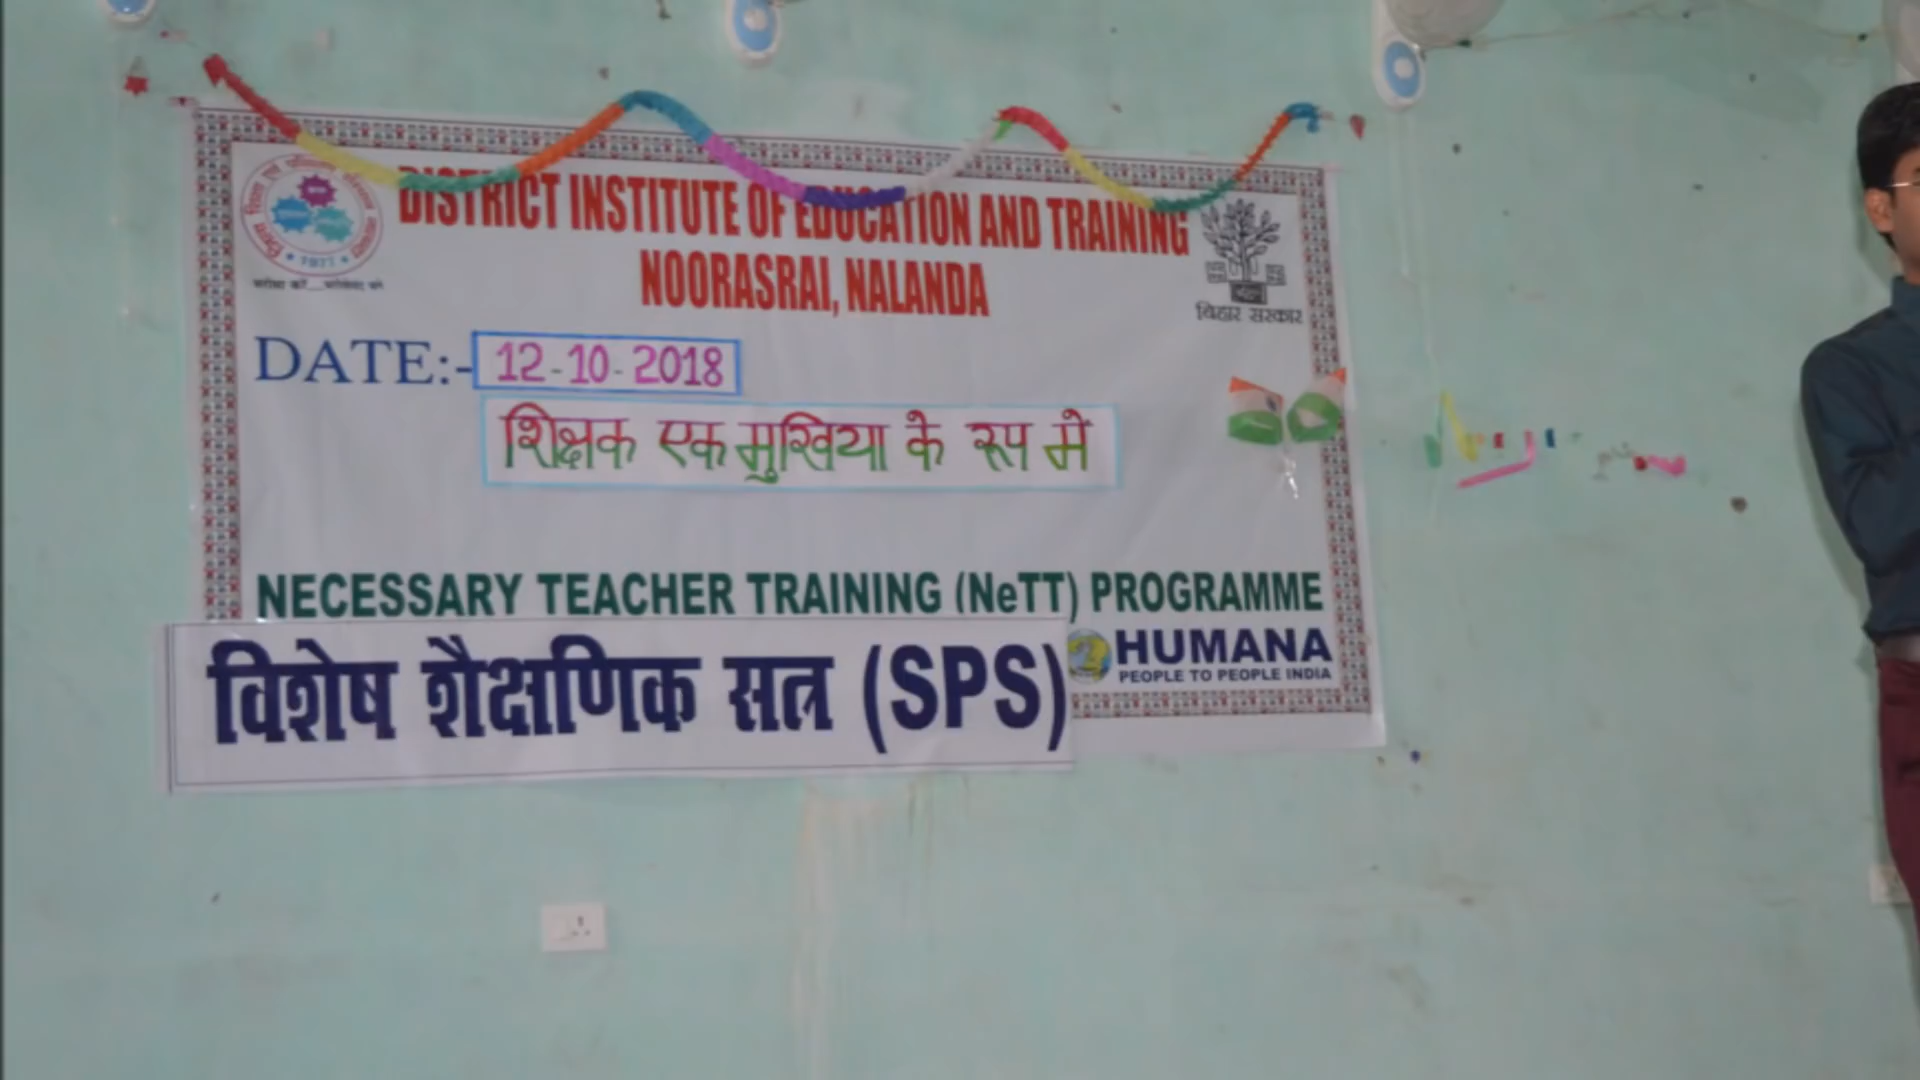 DISTRICT INSTITUTE OF EDUCATION AND TRAINING
NOORASRAI, NALANDA
1977
बिहार सरकार
DATE:- 12-10-2018
शिक्षक एक मुखिया के रूप में
NECESSARY TEACHER TRAINING (NeTT) PROGRAMME
विशेष शैक्षणिक सत्र (SPS)
HUMANA
PEOPLE TO PEOPLE INDIA